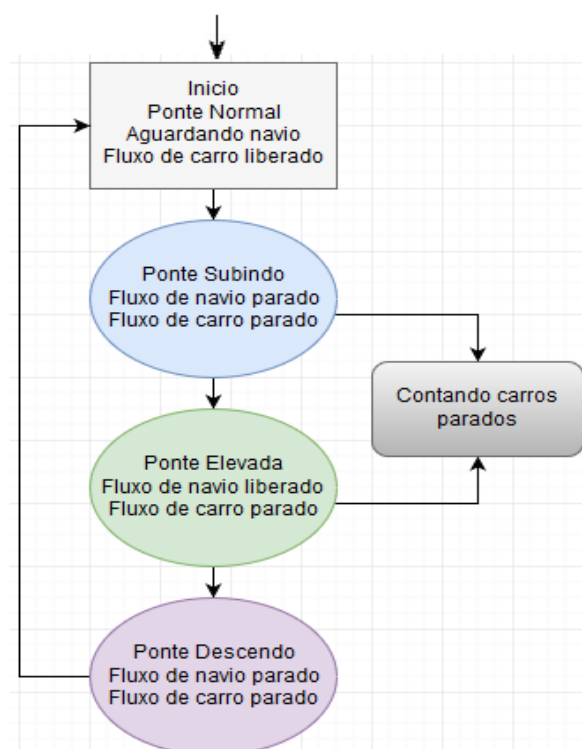 Inicio
Ponte Normal
Aguardando navio
Fluxo de carro liberado
Ponte Subindo
Fluxo de navio parado
Fluxo de carro parado
Contando carros
parados
Ponte Elevada
Fluxo de navio liberado
Fluxo de carro parado
Ponte Descendo
Fluxo de navio parado
Fluxo de carro parado